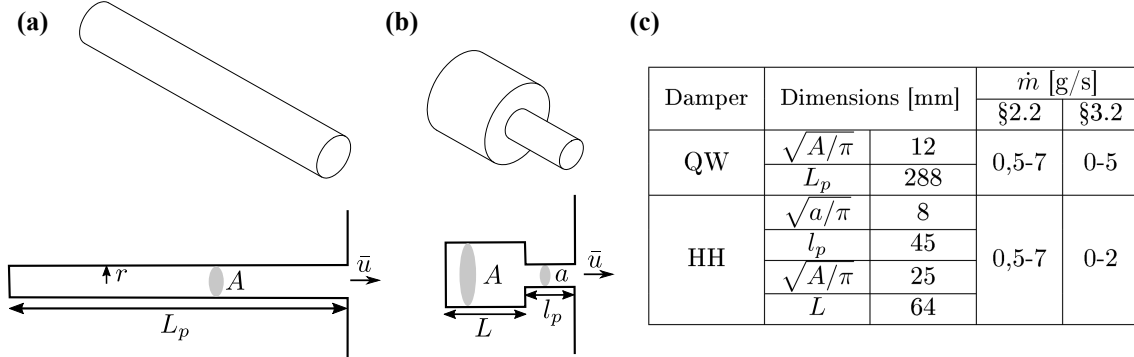 (a)
(b)
(c)
r
A
ū
L_p
A
a
ū
L
l_p
Damper Dimensions [mm] ṁ [g/s]
§2.2 §3.2
QW √A/π 12 0,5-7 0-5
L_p 288
HH √a/π 8 0,5-7 0-2
l_p 45
√A/π 25
L 64